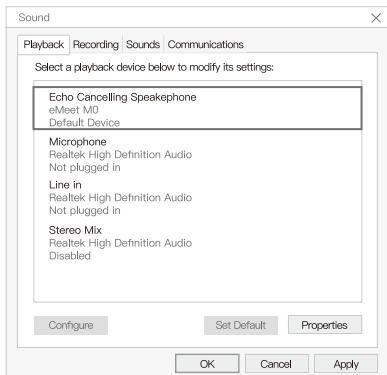 Sound
Playback Recording Sounds Communications
Select a playback device below to modify its settings:
Echo Cancelling Speakephone
eMeet M0
Default Device
Microphone
Realtek High Definition Audio
Not plugged in
Line in
Realtek High Definition Audio
Not plugged in
Stereo Mix
Realtek High Definition Audio
Disabled
Configure Set Default Properties
OK Cancel Apply